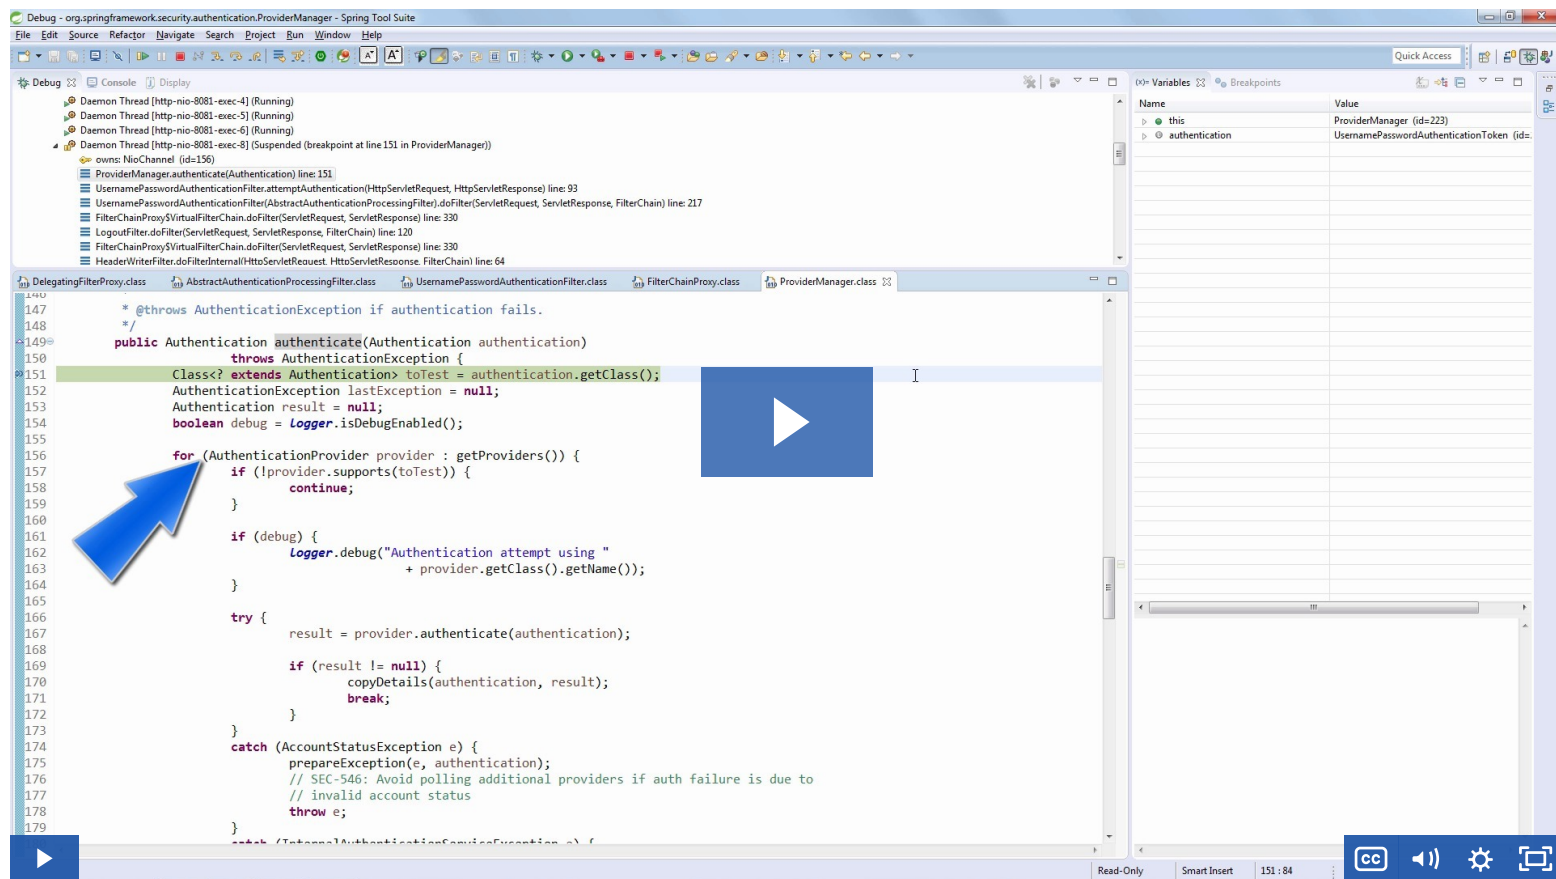 Debug - org.springframework.security.authentication.ProviderManager - Spring Tool Suite
File Edit Source Refactor Navigate Search Project Run Window Help
Quick Access
Debug Console Display
Daemon Thread [http-nio-8081-exec-4] (Running)
Daemon Thread [http-nio-8081-exec-5] (Running)
Daemon Thread [http-nio-8081-exec-6] (Running)
Daemon Thread [http-nio-8081-exec-8] (Suspended (breakpoint at line 151 in ProviderManager))
owns: NioChannel (id=156)
ProviderManager.authenticate(Authentication) line: 151
UsernamePasswordAuthenticationFilter.attemptAuthentication(HttpServletRequest, HttpServletResponse) line: 93
UsernamePasswordAuthenticationFilter(AbstractAuthenticationProcessingFilter).doFilter(ServletRequest, ServletResponse, FilterChain) line: 217
FilterChainProxy$VirtualFilterChain.doFilter(ServletRequest, ServletResponse) line: 330
LogoutFilter.doFilter(ServletRequest, ServletResponse, FilterChain) line: 120
FilterChainProxy$VirtualFilterChain.doFilter(ServletRequest, ServletResponse) line: 330
HeaderWriterFilter.doFilterInternal(HttpServletRequest, HttpServletResponse, FilterChain) line: 64
(x)= Variables Breakpoints
Name Value
this ProviderManager (id=223)
authentication UsernamePasswordAuthenticationToken (id=
DelegatingFilterProxy.class AbstractAuthenticationProcessingFilter.class UsernamePasswordAuthenticationFilter.class FilterChainProxy.class ProviderManager.class
146
147 * @throws AuthenticationException if authentication fails.
148 */
149 public Authentication authenticate(Authentication authentication)
150 throws AuthenticationException {
151 Class<? extends Authentication> toTest = authentication.getClass();
152 AuthenticationException lastException = null;
153 Authentication result = null;
154 boolean debug = logger.isDebugEnabled();
155
156 for (AuthenticationProvider provider : getProviders()) {
157 if (!provider.supports(toTest)) {
158 continue;
159 }
160
161 if (debug) {
162 logger.debug("Authentication attempt using "
163 + provider.getClass().getName());
164 }
165
166 try {
167 result = provider.authenticate(authentication);
168
169 if (result != null) {
170 copyDetails(authentication, result);
171 break;
172 }
173 }
174 catch (AccountStatusException e) {
175 prepareException(e, authentication);
176 // SEC-546: Avoid polling additional providers if auth failure is due to
177 // invalid account status
178 throw e;
179 }
catch (InternalAuthenticationServiceException e) {
Read-Only Smart Insert 151 : 84
CC